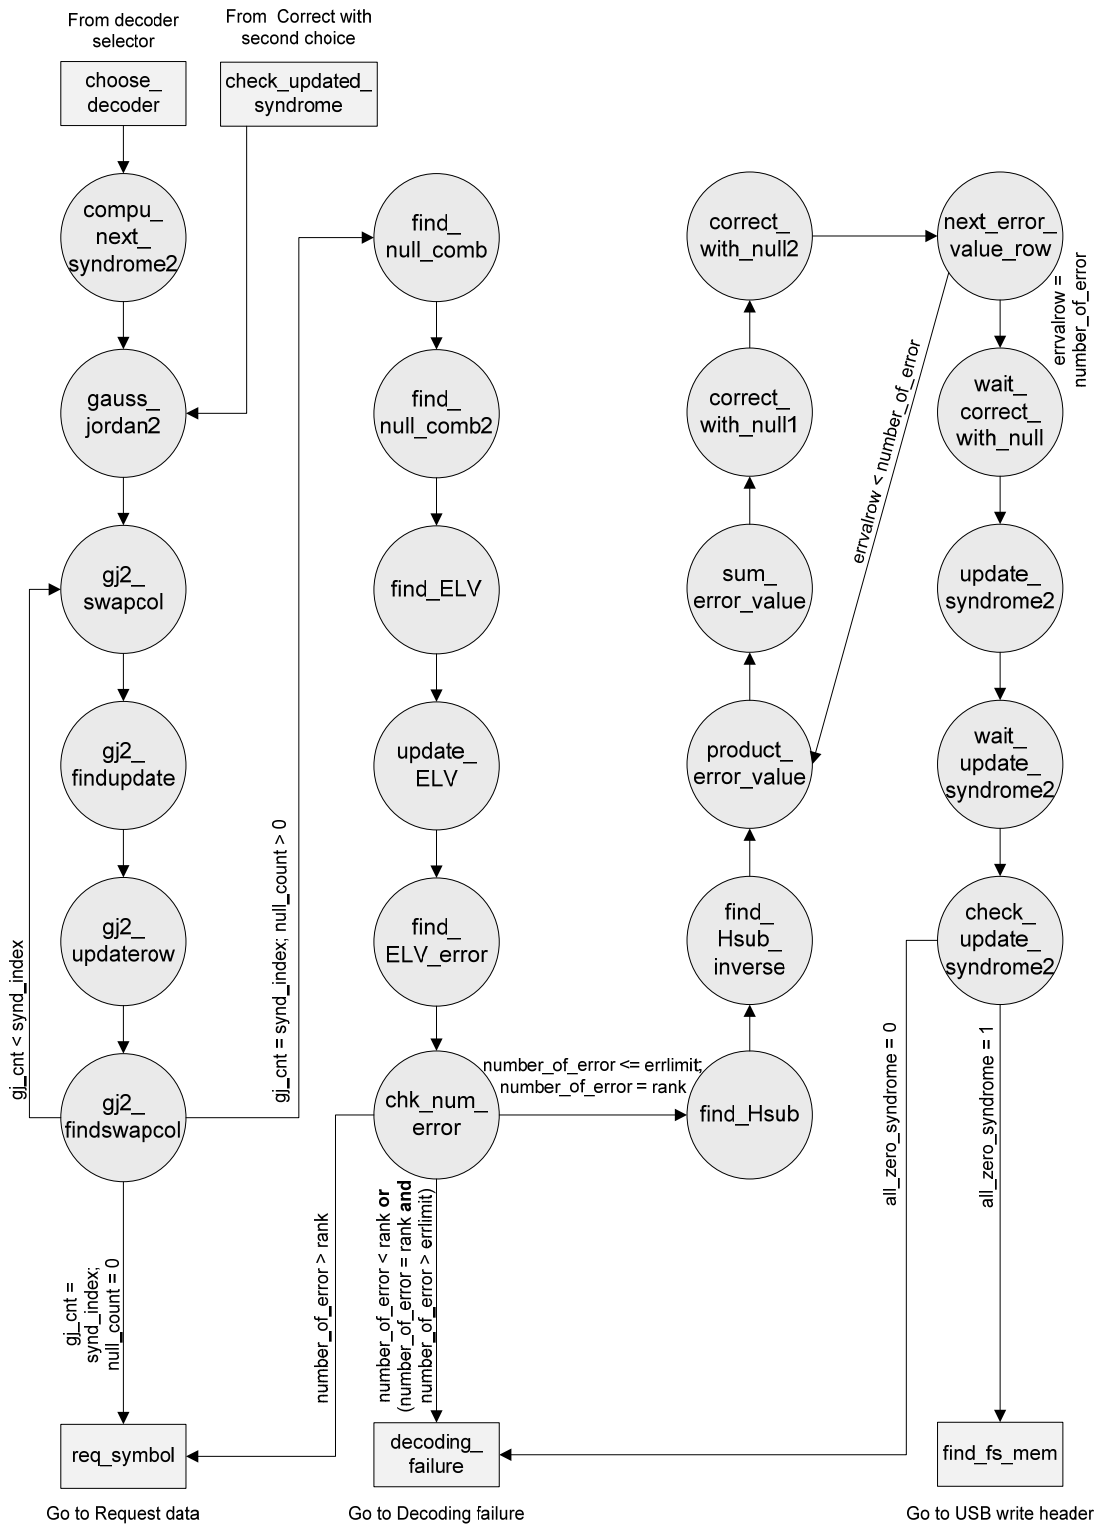 From decoder
selector
From  Correct with
second choice
choose_
decoder
check_updated_
syndrome
compu_
next_
syndrome2
find_
null_comb
correct_
with_null2
next_error_
value_row
errvalrow =
number_of_error
gauss_
jordan2
find_
null_comb2
correct_
with_null1
errvalrow < number_of_error
wait_
correct_
with_null
gj2_
swapcol
find_ELV
sum_
error_value
update_
syndrome2
gj2_
findupdate
update_
ELV
product_
error_value
wait_
update_
syndrome2
gj_cnt < synd_index
gj_cnt = synd_index; null_count > 0
gj2_
updaterow
find_
ELV_error
find_
Hsub_
inverse
check_
update_
syndrome2
gj2_
findswapcol
chk_num_
error
number_of_error <= errlimit;
number_of_error = rank
find_Hsub
all_zero_syndrome = 0
all_zero_syndrome = 1
gj_cnt =
synd_index;
null_count = 0
number_of_error > rank
number_of_error < rank or
(number_of_error = rank and
number_of_error > errlimit)
req_symbol
decoding_
failure
find_fs_mem
Go to Request data
Go to Decoding failure
Go to USB write header